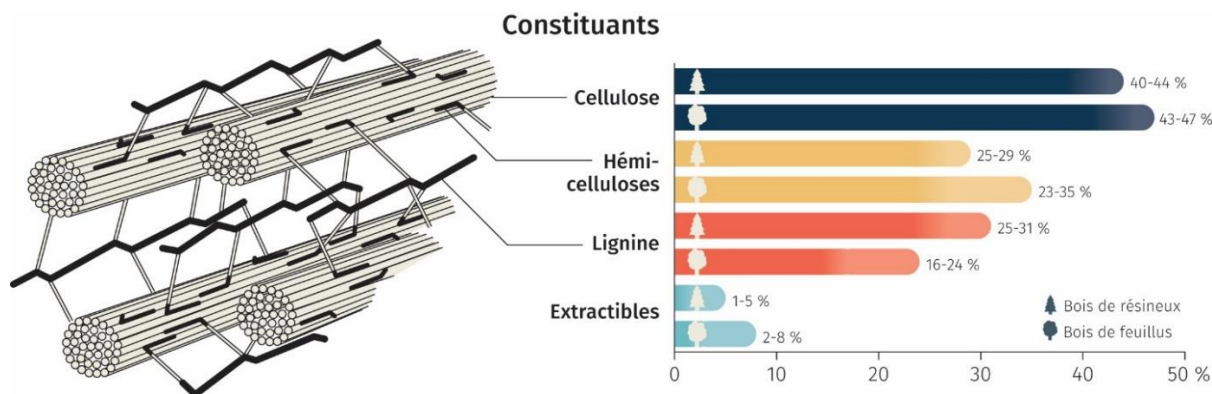 Constituants
Cellulose
Hémi-
celluloses
Lignine
Extractibles
40-44 %
43-47 %
25-29 %
23-35 %
25-31 %
16-24 %
1-5 %
2-8 %
Bois de résineux
Bois de feuillus
0 10 20 30 40 50 %